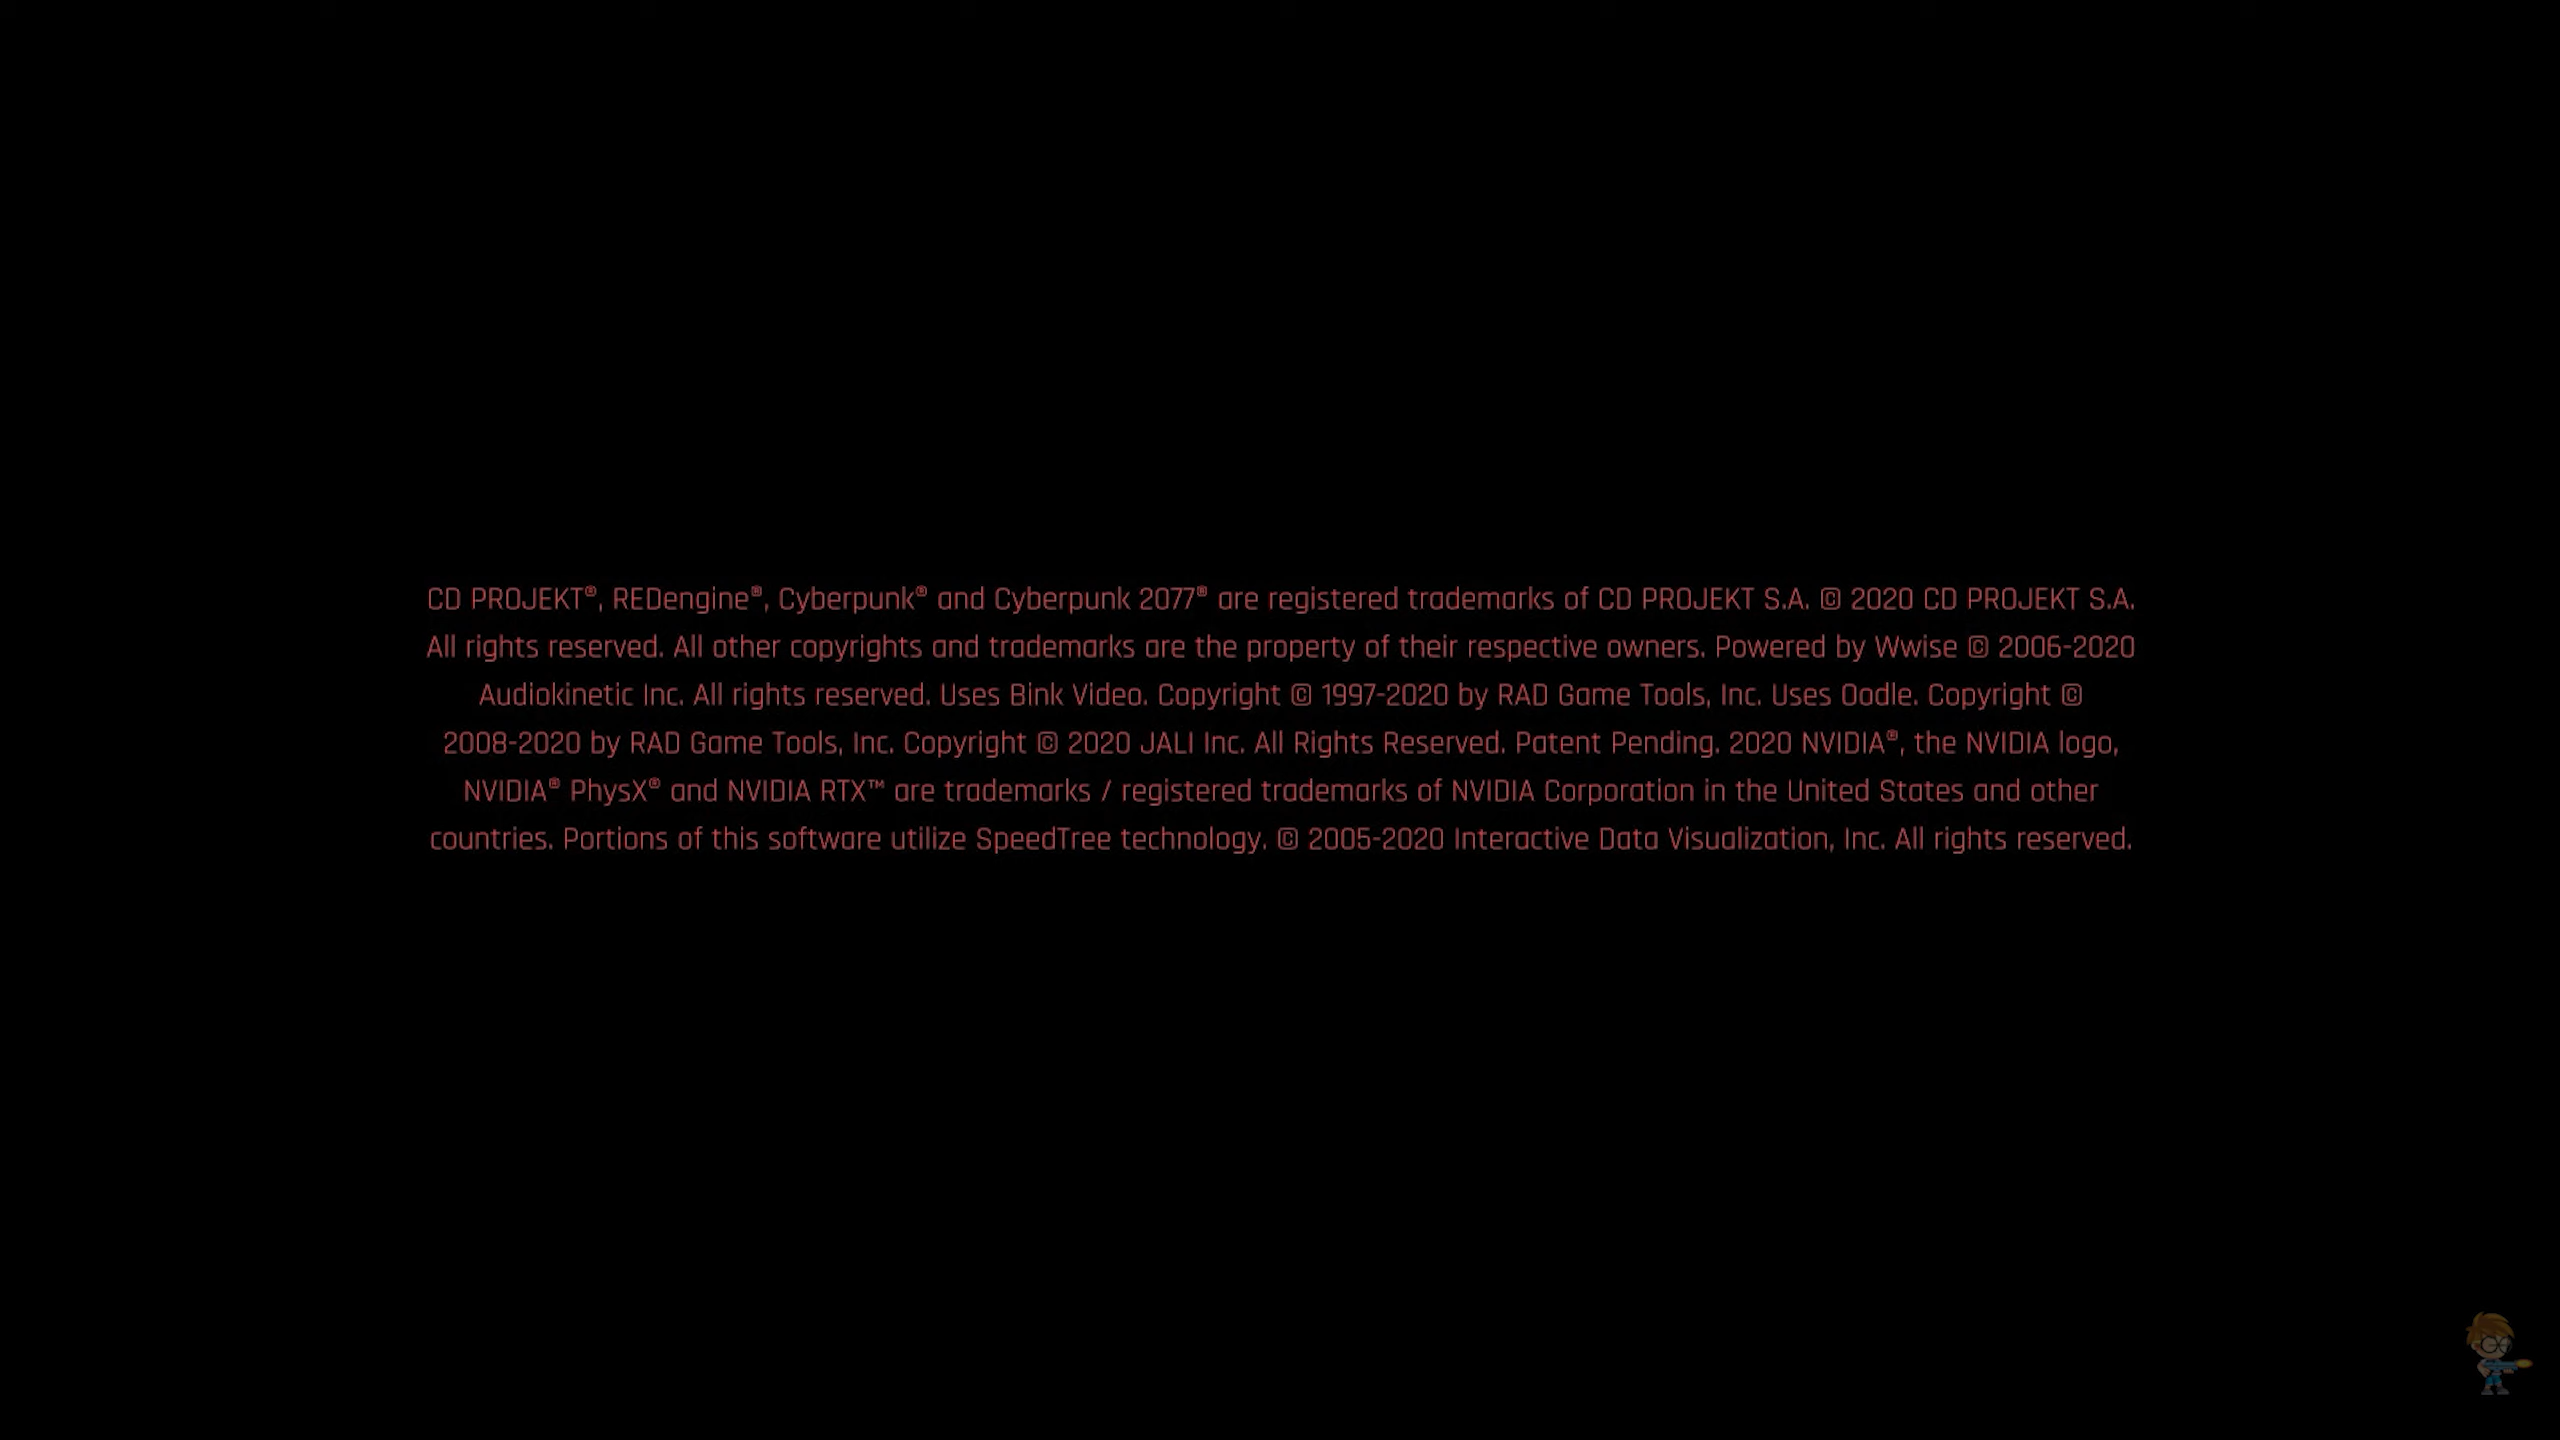 CD PROJEKT®, REDengine®, Cyberpunk® and Cyberpunk 2077® are registered trademarks of CD PROJEKT S.A. © 2020 CD PROJEKT S.A.
All rights reserved. All other copyrights and trademarks are the property of their respective owners. Powered by Wwise © 2006-2020
Audiokinetic Inc. All rights reserved. Uses Bink Video. Copyright © 1997-2020 by RAD Game Tools, Inc. Uses Oodle. Copyright ©
2008-2020 by RAD Game Tools, Inc. Copyright © 2020 JALI Inc. All Rights Reserved. Patent Pending. 2020 NVIDIA®, the NVIDIA logo,
NVIDIA® PhysX® and NVIDIA RTX™ are trademarks / registered trademarks of NVIDIA Corporation in the United States and other
countries. Portions of this software utilize SpeedTree technology. © 2005-2020 Interactive Data Visualization, Inc. All rights reserved.